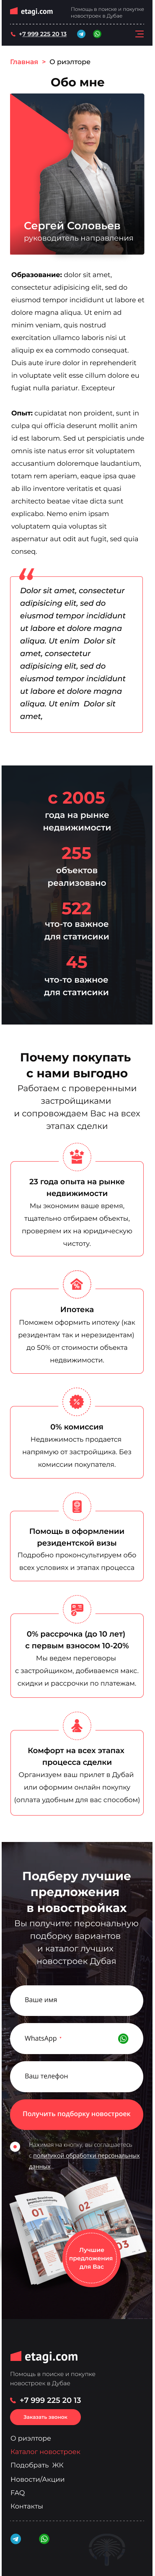 etagi.com
Помощь в поиске и покупке
новостроек в Дубае
+7 999 225 20 13
Главная > О риэлторе
Обо мне
Сергей Соловьев
руководитель направления
Образование: dolor sit amet,
consectetur adipisicing elit, sed do
eiusmod tempor incididunt ut labore et
dolore magna aliqua. Ut enim ad
minim veniam, quis nostrud
exercitation ullamco laboris nisi ut
aliquip ex ea commodo consequat.
Duis aute irure dolor in reprehenderit
in voluptate velit esse cillum dolore eu
fugiat nulla pariatur. Excepteur
Опыт: cupidatat non proident, sunt in
culpa qui officia deserunt mollit anim
id est laborum. Sed ut perspiciatis unde
omnis iste natus error sit voluptatem
accusantium doloremque laudantium,
totam rem aperiam, eaque ipsa quae
ab illo inventore veritatis et quasi
architecto beatae vitae dicta sunt
explicabo. Nemo enim ipsam
voluptatem quia voluptas sit
aspernatur aut odit aut fugit, sed quia
conseq.
“
Dolor sit amet, consectetur
adipisicing elit, sed do
eiusmod tempor incididunt
ut labore et dolore magna
aliqua. Ut enim Dolor sit
amet, consectetur
adipisicing elit, sed do
eiusmod tempor incididunt
ut labore et dolore magna
aliqua. Ut enim Dolor sit
amet,
с 2005
года на рынке
недвижимости
255
объектов
реализовано
522
что-то важное
для статисики
45
что-то важное
для статисики
Почему покупать
с нами выгодно
Работаем с проверенными
застройщиками
и сопровождаем Вас на всех
этапах сделки
23 года опыта на рынке
недвижимости
Мы экономим ваше время,
тщательно отбираем объекты,
проверяем их на юридическую
чистоту.
Ипотека
Поможем оформить ипотеку (как
резидентам так и нерезидентам)
до 50% от стоимости объекта
недвижимости.
0% комиссия
Недвижимость продается
напрямую от застройщика. Без
комиссии покупателя.
Помощь в оформлении
резидентской визы
Подробно проконсультируем обо
всех условиях и этапах процесса
0% рассрочка (до 10 лет)
с первым взносом 10-20%
Мы ведем переговоры
с застройщиком, добиваемся макс.
скидки и рассрочки по платежам.
Комфорт на всех этапах
процесса сделки
Организуем ваш прилет в Дубай
или оформим онлайн покупку
(оплата удобным для вас способом)
Подберу лучшие
предложения
в новостройках
Вы получите: персональную
подборку вариантов
и каталог лучших
новостроек Дубая
Ваше имя
WhatsApp
Ваш телефон
Получить подборку новостроек
Нажимая на кнопку, вы соглашаетесь
с политикой обработки персональных
данных
01
02
03
Лучшие
предложения
для Вас
etagi.com
Помощь в поиске и покупке
новостроек в Дубае
+7 999 225 20 13
Заказать звонок
О риэлторе
Каталог новостроек
Подобрать ЖК
Новости/Акции
FAQ
Контакты